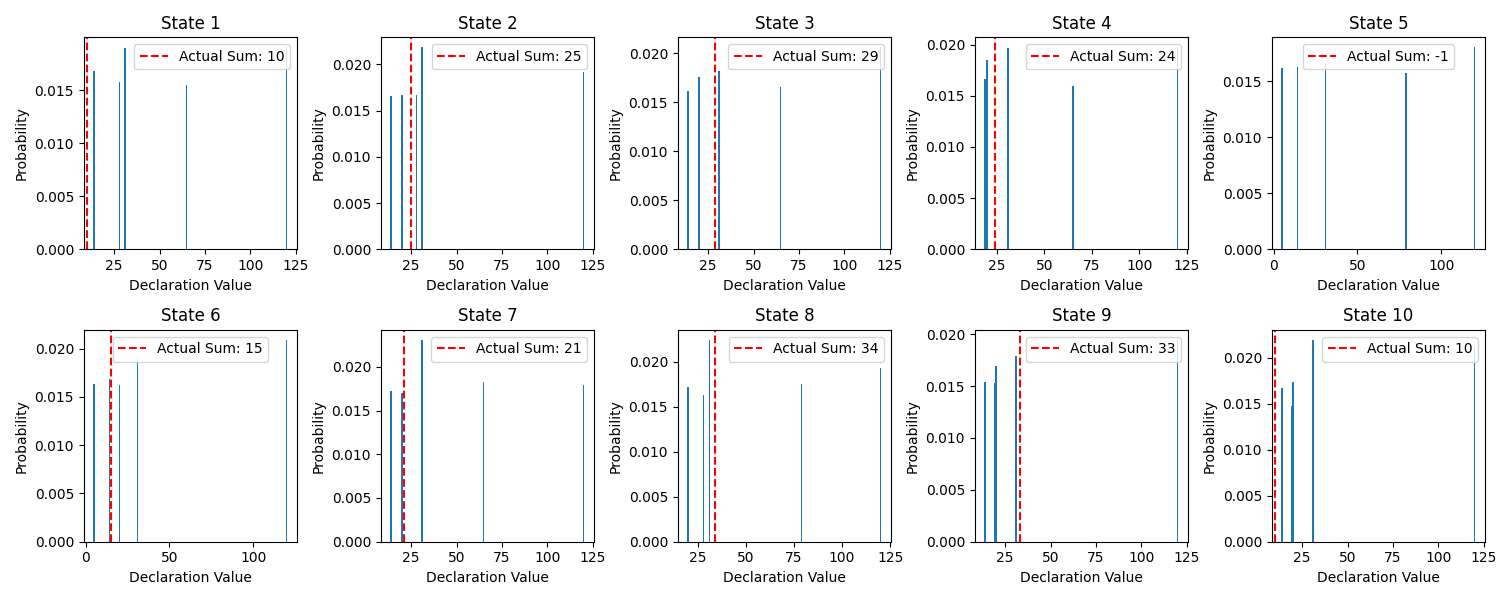 State 1
Actual Sum: 10
Probability
0.015
0.010
0.005
0.000
25 50 75 100 125
Declaration Value
State 2
Actual Sum: 25
Probability
0.020
0.015
0.010
0.005
0.000
25 50 75 100 125
Declaration Value
State 3
Actual Sum: 29
Probability
0.020
0.015
0.010
0.005
0.000
25 50 75 100 125
Declaration Value
State 4
Actual Sum: 24
Probability
0.020
0.015
0.010
0.005
0.000
25 50 75 100 125
Declaration Value
State 5
Actual Sum: -1
Probability
0.015
0.010
0.005
0.000
0 50 100
Declaration Value
State 6
Actual Sum: 15
Probability
0.020
0.015
0.010
0.005
0.000
0 50 100
Declaration Value
State 7
Actual Sum: 21
Probability
0.020
0.015
0.010
0.005
0.000
25 50 75 100 125
Declaration Value
State 8
Actual Sum: 34
Probability
0.020
0.015
0.010
0.005
0.000
25 50 75 100 125
Declaration Value
State 9
Actual Sum: 33
Probability
0.020
0.015
0.010
0.005
0.000
25 50 75 100 125
Declaration Value
State 10
Actual Sum: 10
Probability
0.020
0.015
0.010
0.005
0.000
25 50 75 100 125
Declaration Value